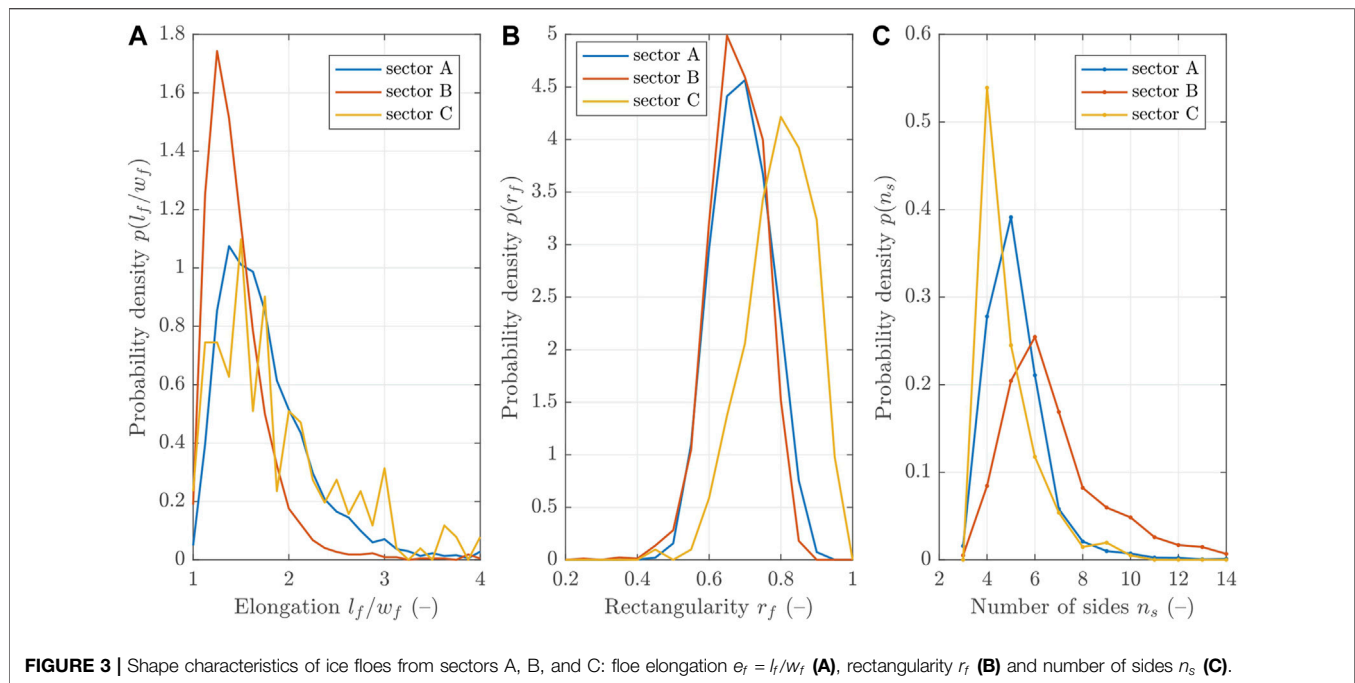 A
1.8
1.6
1.4
1.2
1
0.8
0.6
0.4
0.2
0
Probability density p(l_f/w_f)
sector A
sector B
sector C
1 2 3 4
Elongation l_f/w_f (–)
B
5
4.5
4
3.5
3
2.5
2
1.5
1
0.5
0
Probability density p(r_f)
sector A
sector B
sector C
0.2 0.4 0.6 0.8 1
Rectangularity r_f (–)
C
0.6
0.5
0.4
0.3
0.2
0.1
0
Probability density p(n_s)
sector A
sector B
sector C
2 4 6 8 10 12 14
Number of sides n_s (–)
FIGURE 3 | Shape characteristics of ice floes from sectors A, B, and C: floe elongation e_f = l_f/w_f (A), rectangularity r_f (B) and number of sides n_s (C).